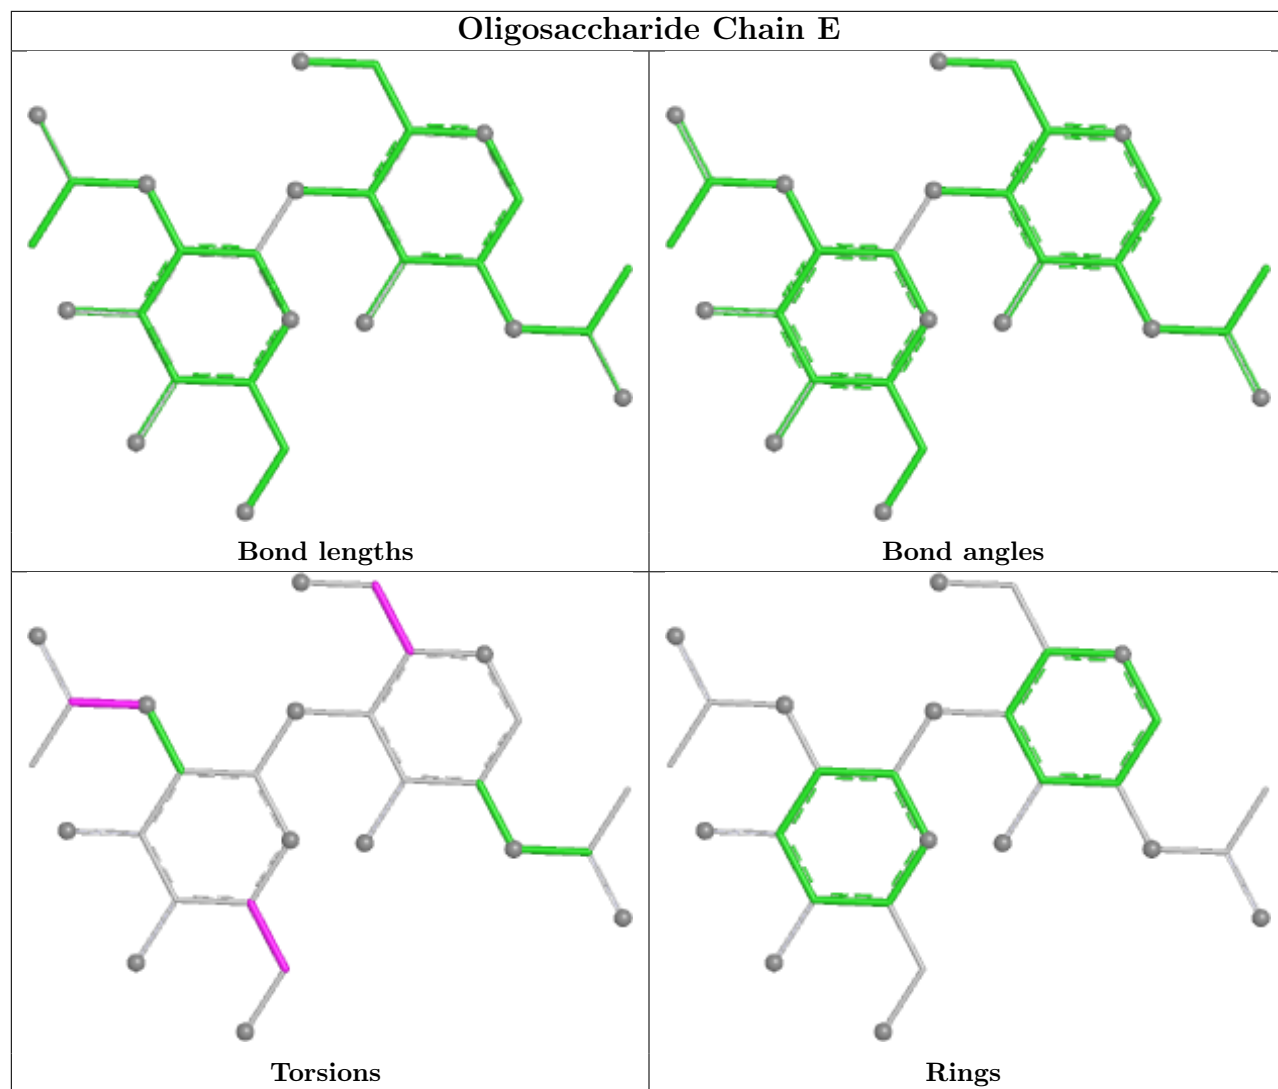 Oligosaccharide Chain E
Bond lengths
Bond angles
Torsions
Rings